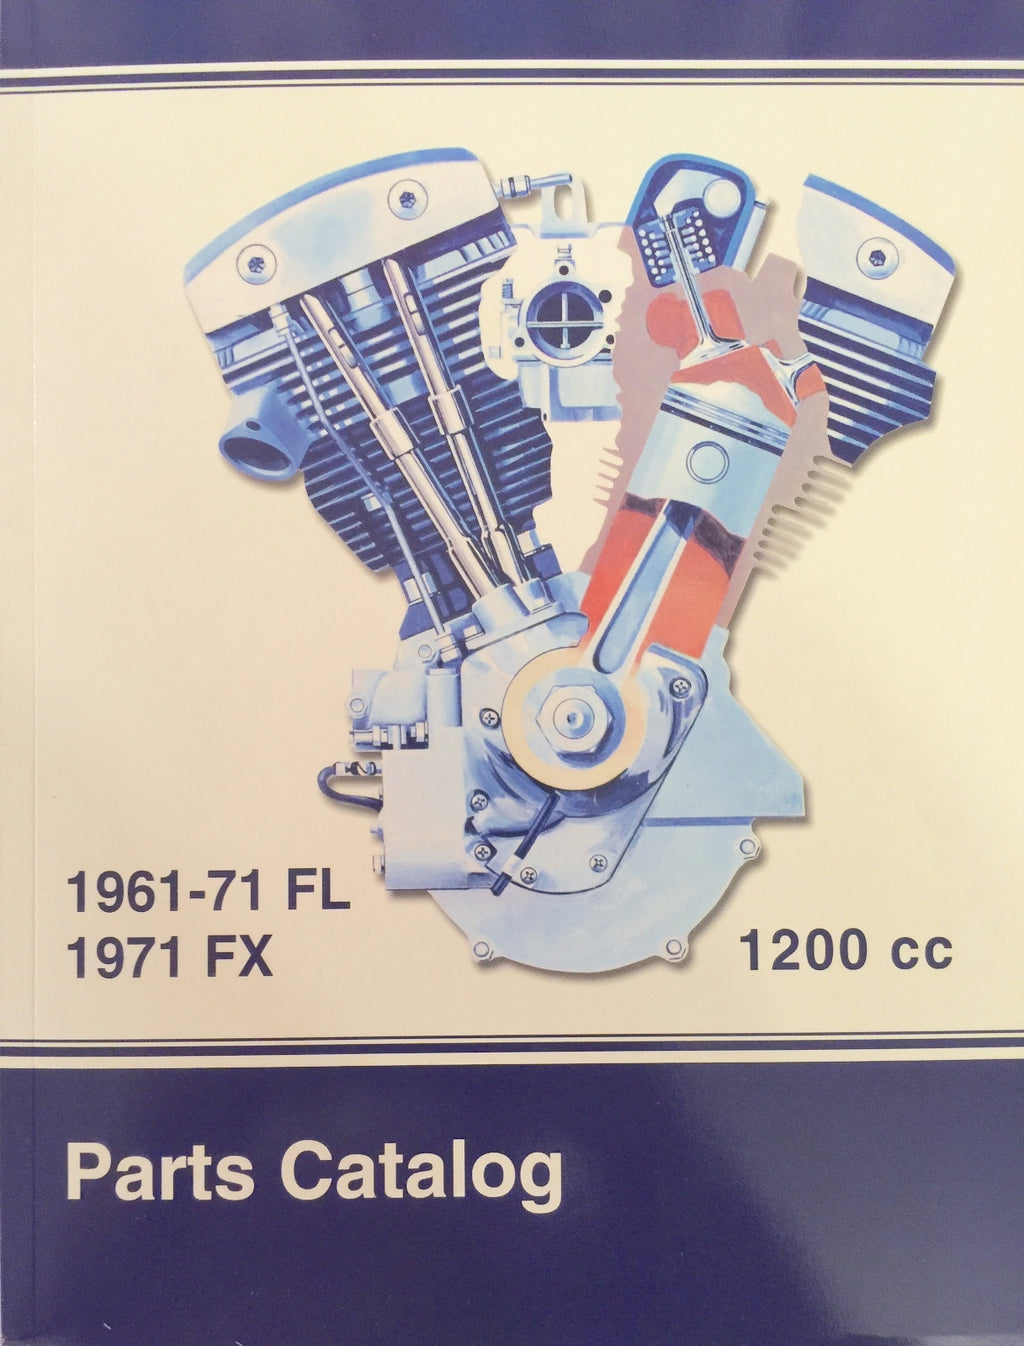 1961-71 FL
1971 FX
1200 cc
Parts Catalog